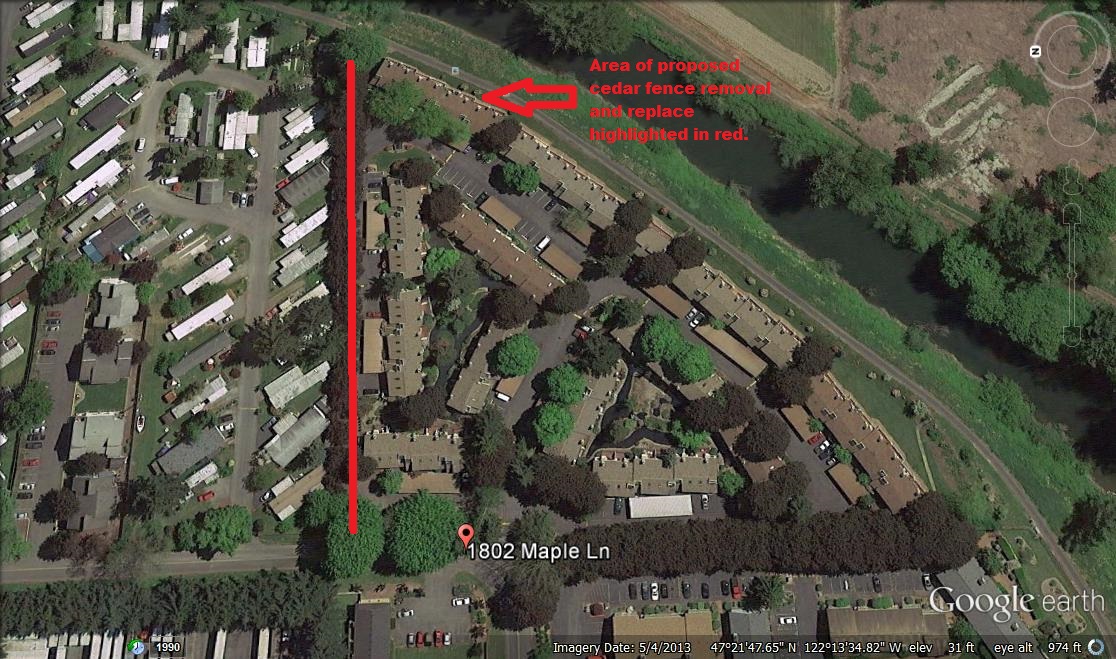 N
Area of proposed
cedar fence removal
and replace
highlighted in red.
1802 Maple Ln
Google earth
1990
Imagery Date: 5/4/2013 47°21'47.65" N 122°13'34.82" W elev 31 ft eye alt 974 ft